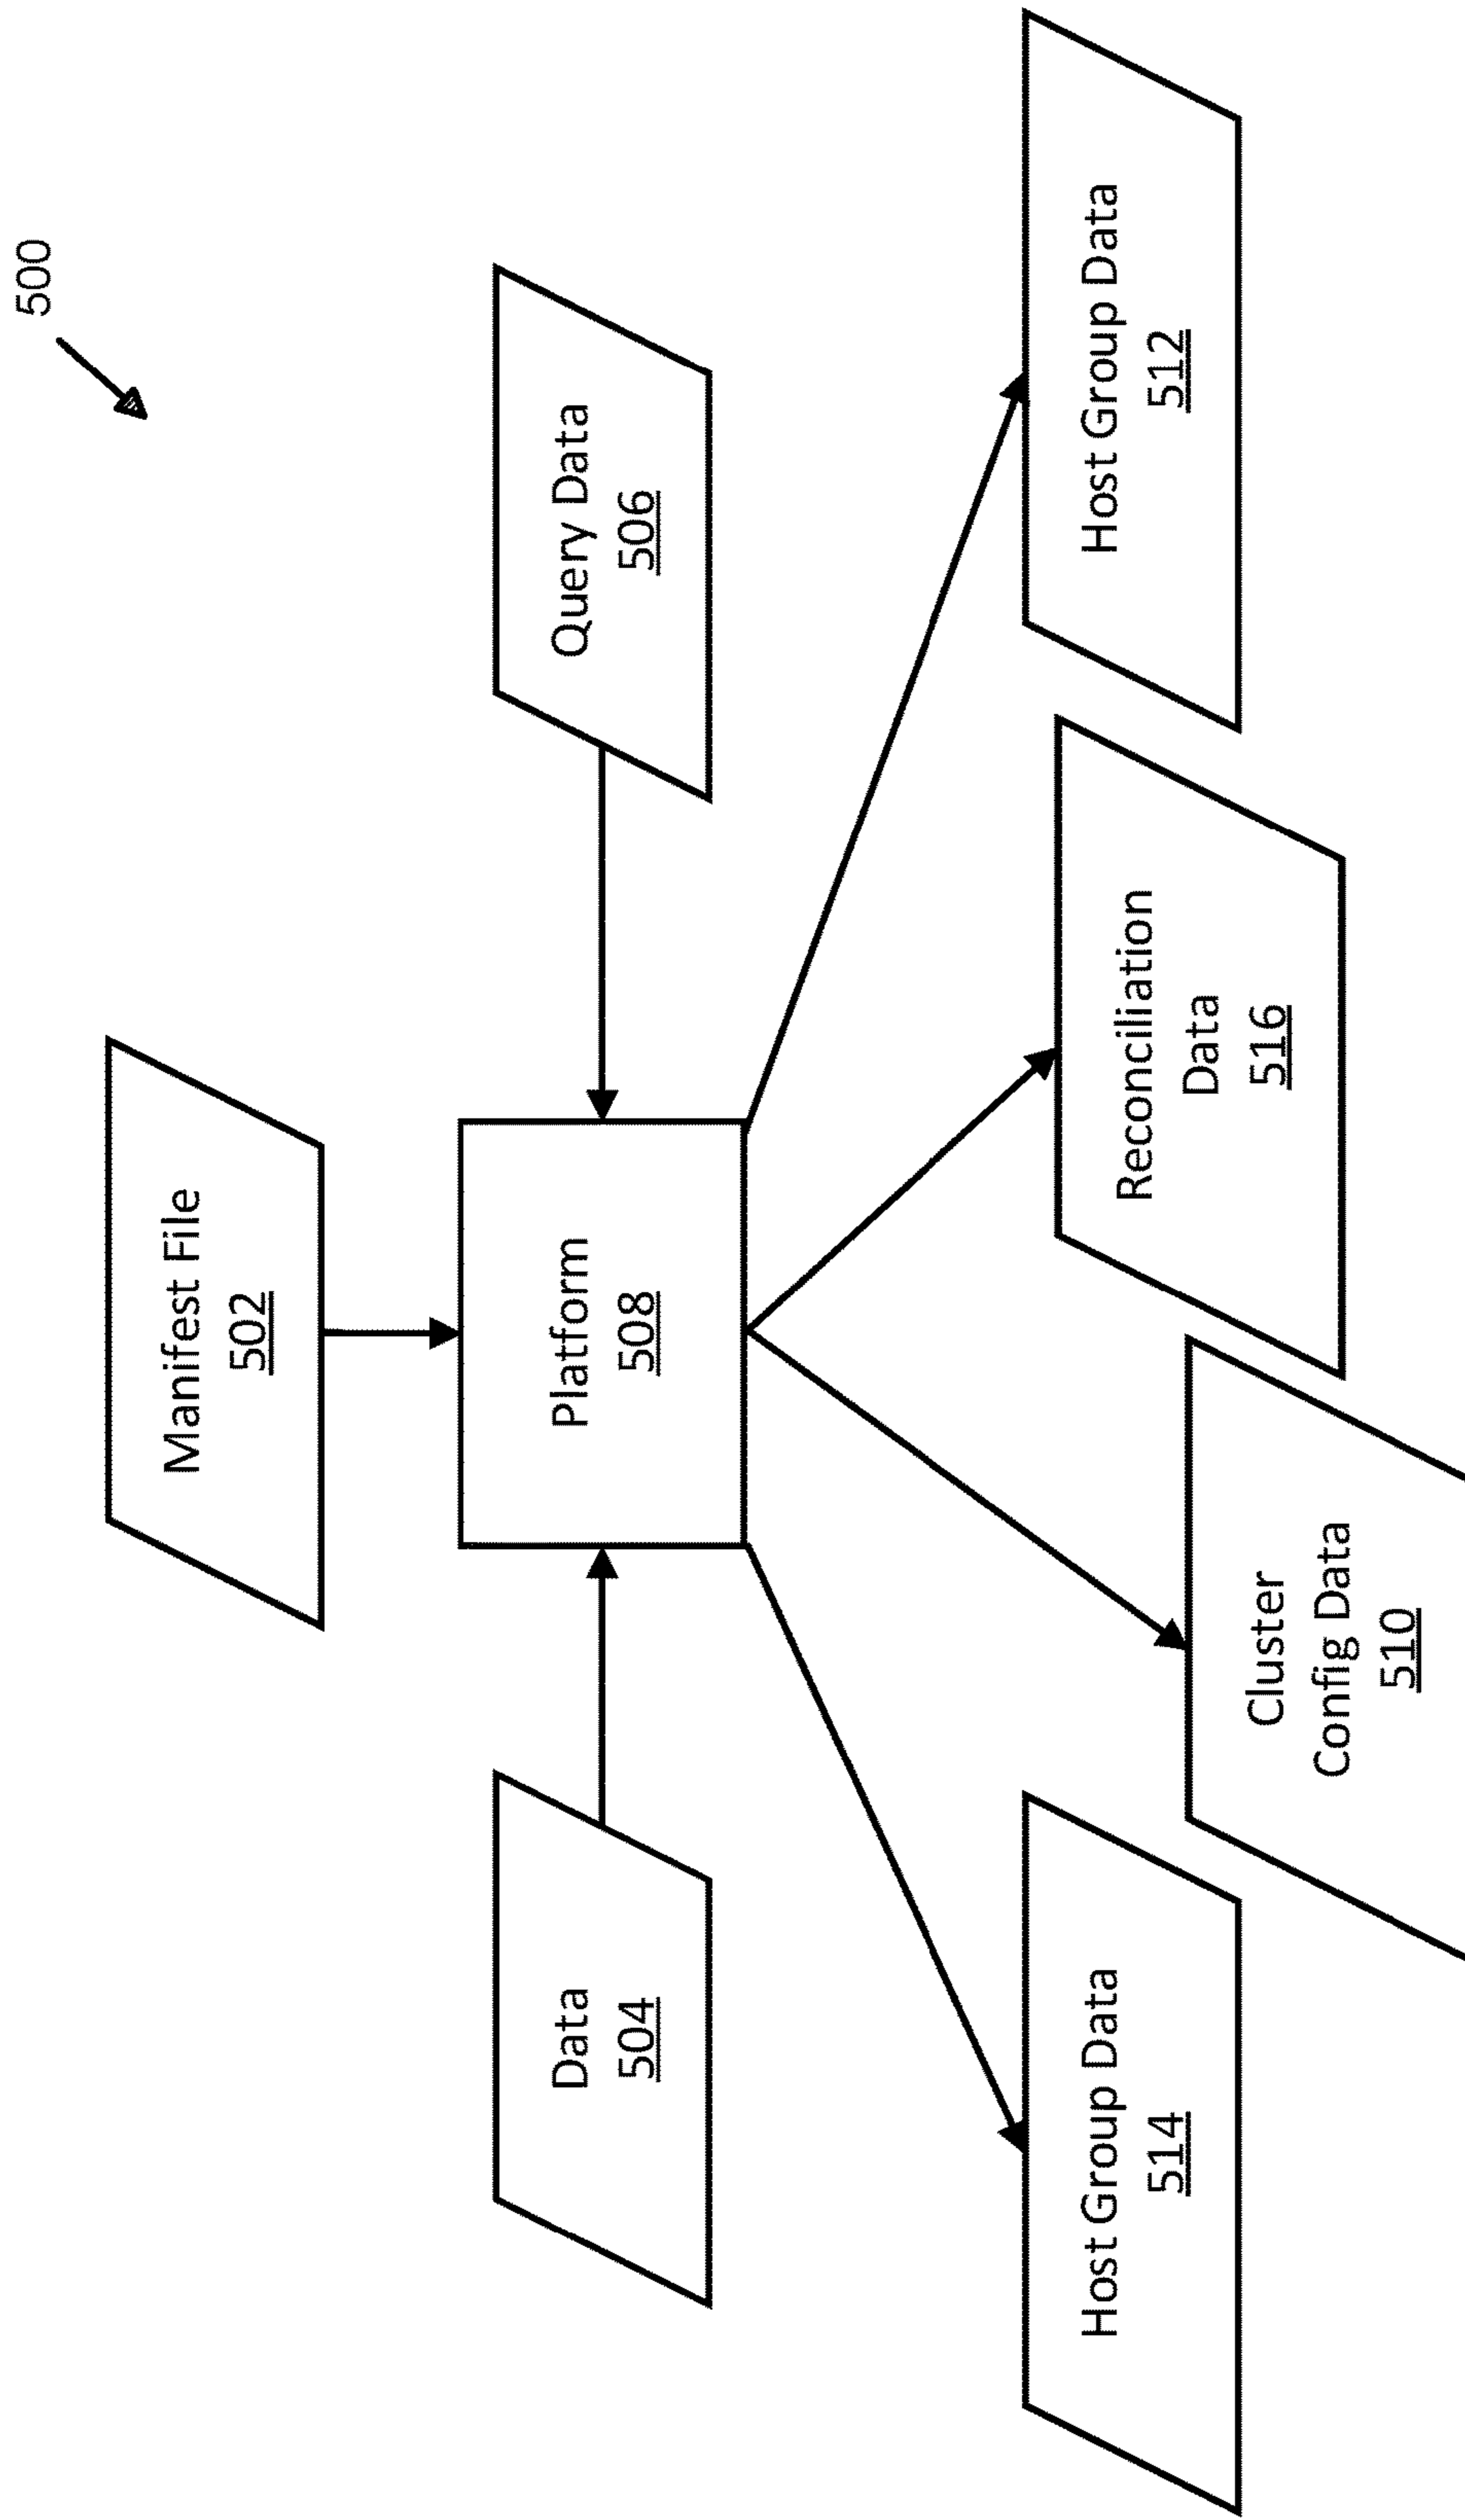 500
Manifest File
502
Data
504
Platform
508
Query Data
506
Host Group Data
514
Cluster
Config Data
510
Reconciliation
Data
516
Host Group Data
512